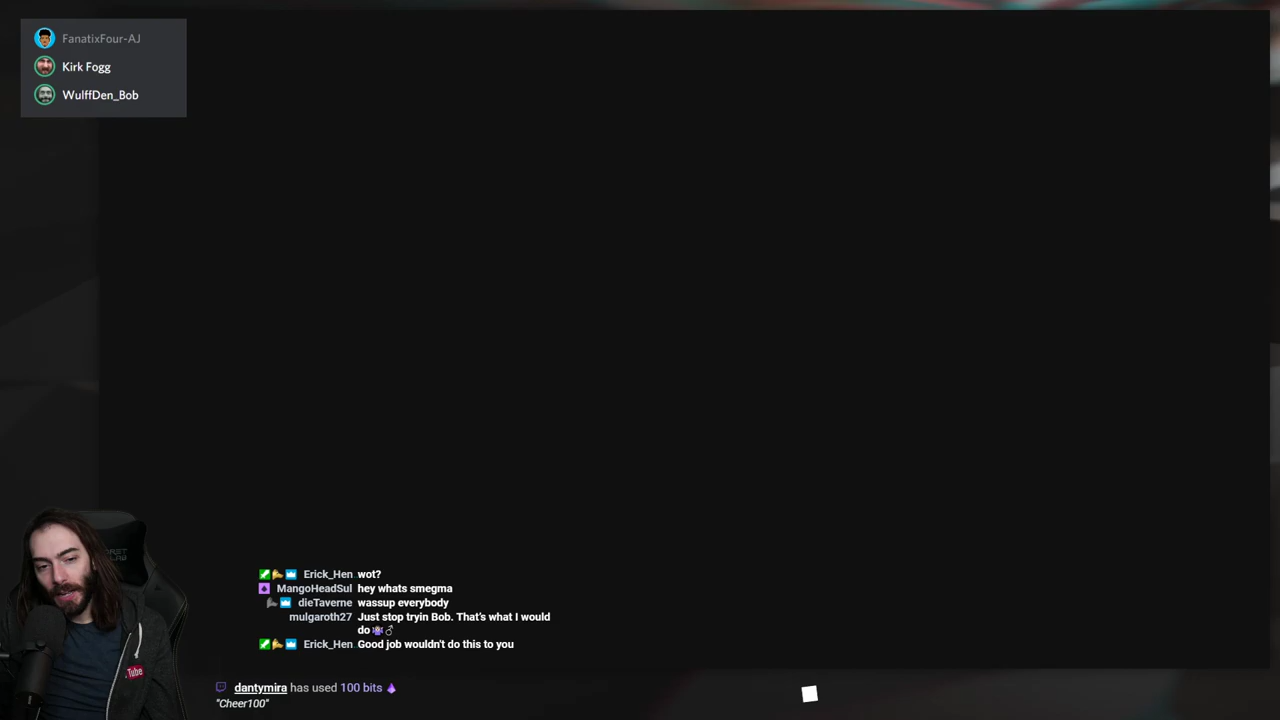 FanatixFour-AJ
Kirk Fogg
WulffDen_Bob
Erick_Hen wot?
MangoHeadSul hey whats smegma
dieTaverne wassup everybody
mulgaroth27 Just stop tryin Bob. That's what I would
do🤷🏽‍♂
Erick_Hen Good job wouldn't do this to you
dantymira has used 100 bits
"Cheer100"
Tube